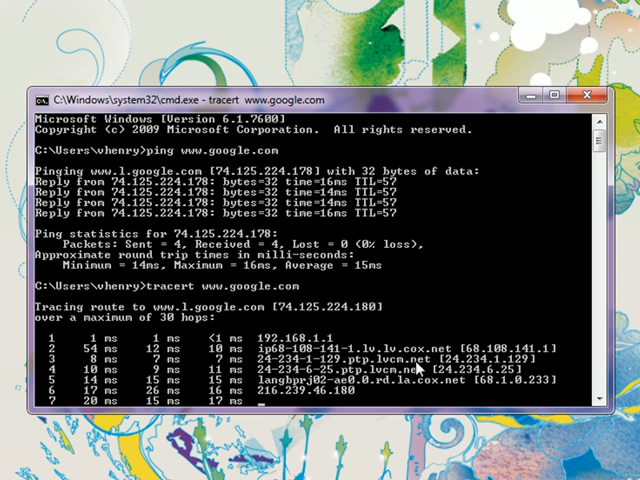 C:\Windows\system32\cmd.exe - tracert  www.google.com
Microsoft Windows [Version 6.1.7600]
Copyright (c) 2009 Microsoft Corporation.  All rights reserved.
C:\Users\vhenry>ping www.google.com
Pinging www.l.google.com [74.125.224.178] with 32 bytes of data:
Reply from 74.125.224.178: bytes=32 time=16ms TTL=57
Reply from 74.125.224.178: bytes=32 time=14ms TTL=57
Reply from 74.125.224.178: bytes=32 time=14ms TTL=57
Reply from 74.125.224.178: bytes=32 time=16ms TTL=57
Ping statistics for 74.125.224.178:
    Packets: Sent = 4, Received = 4, Lost = 0 (0% loss),
Approximate round trip times in milli-seconds:
    Minimum = 14ms, Maximum = 16ms, Average = 15ms
C:\Users\vhenry>tracert www.google.com
Tracing route to www.l.google.com [74.125.224.180]
over a maximum of 30 hops:
  1     1 ms     1 ms    <1 ms  192.168.1.1
  2    54 ms    12 ms    10 ms  ip68-108-141-1.lv.lv.cox.net [68.108.141.1]
  3     8 ms     7 ms     7 ms  24-234-1-129.ptp.lvcm.net [24.234.1.129]
  4    10 ms     9 ms    11 ms  24-234-6-25.ptp.lvcm.net [24.234.6.25]
  5    14 ms    15 ms    15 ms  langbprj02-ae0.0.rd.la.cox.net [68.1.0.233]
  6    17 ms    26 ms    16 ms  216.239.46.180
  7    20 ms    15 ms    17 ms